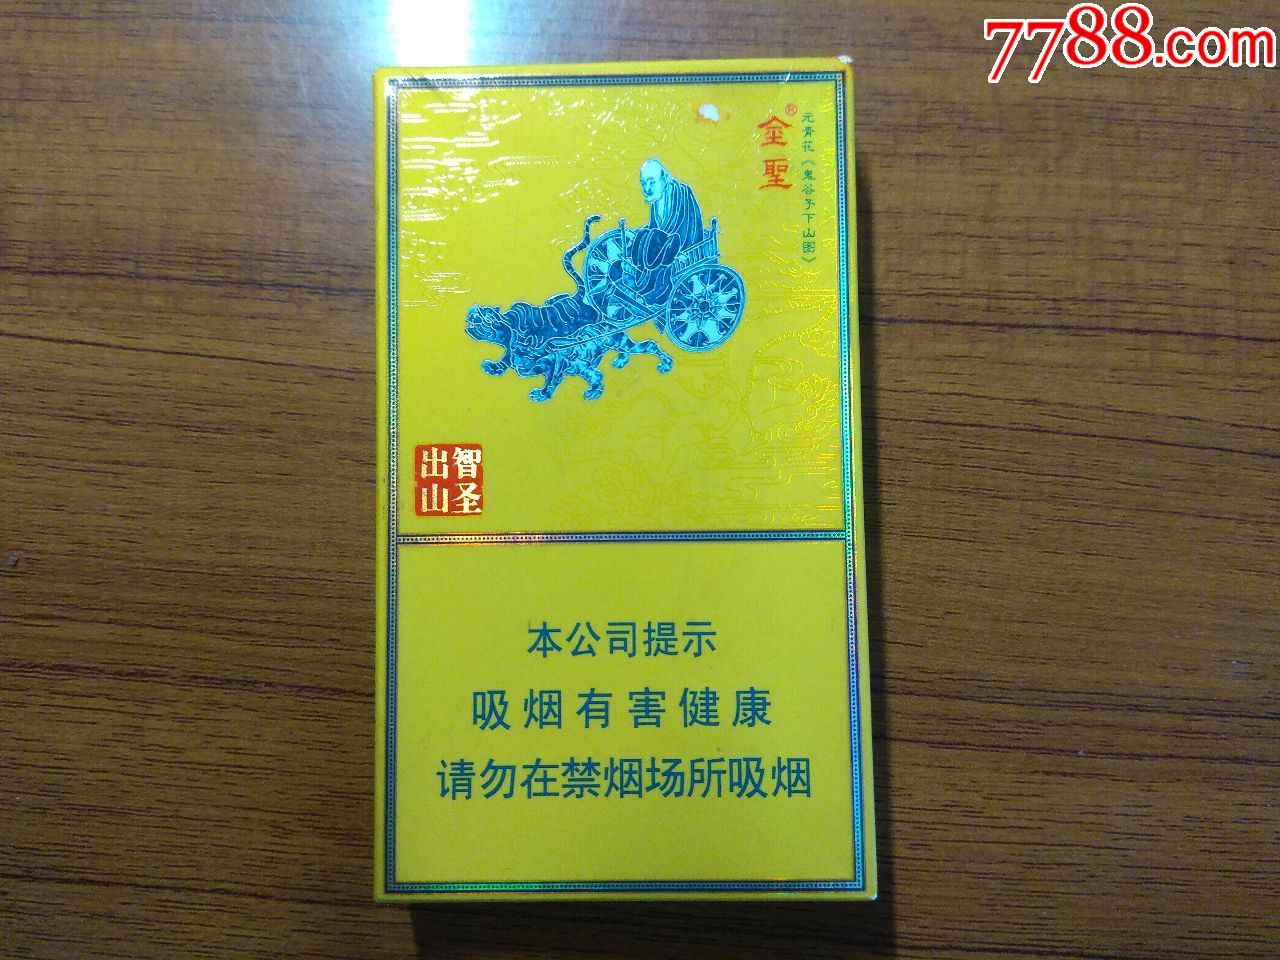 7788.com
金聖®
元青花《鬼谷子下山图》
智圣
出山
本公司提示
吸烟有害健康
请勿在禁烟场所吸烟